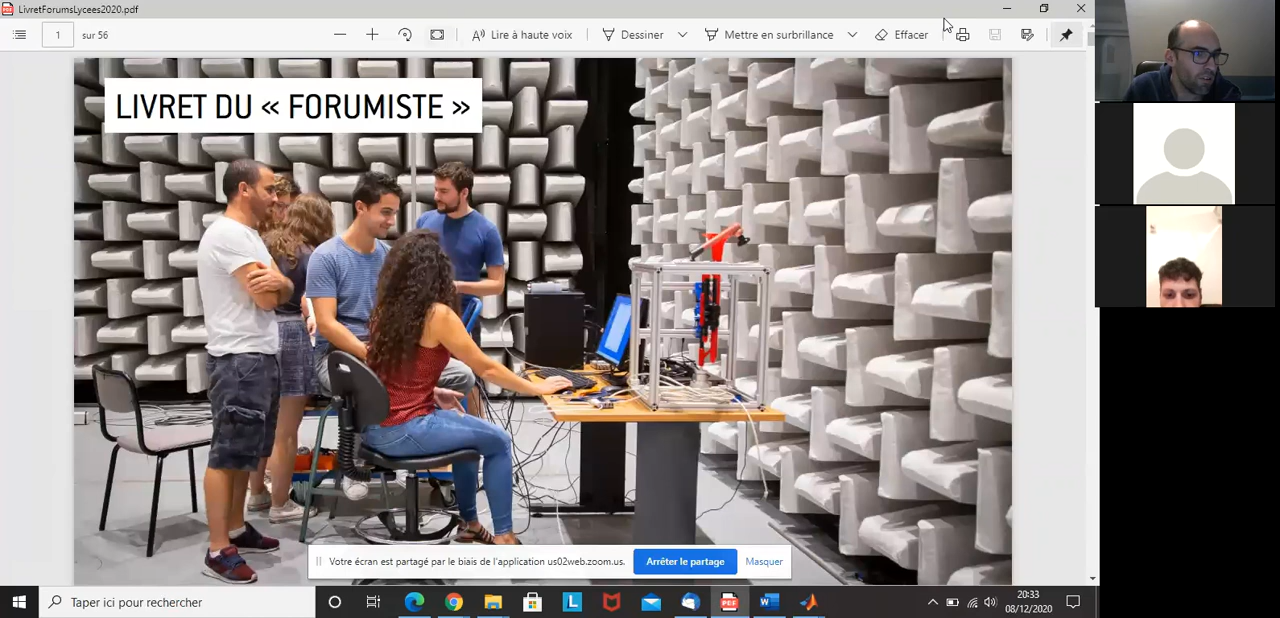 LivretForumsLycees2020.pdf
1 sur 56
Lire à haute voix
Dessiner
Mettre en surbrillance
Effacer
LIVRET DU « FORUMISTE »
Votre écran est partagé par le biais de l'application us02web.zoom.us.
Arrêter le partage
Masquer
Taper ici pour rechercher
20:33
08/12/2020